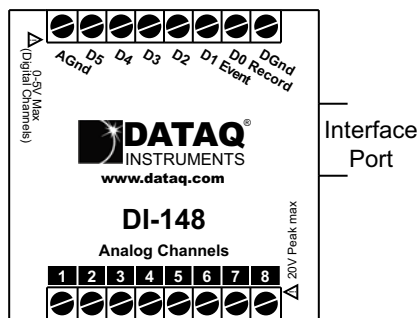 0-5V Max
(Digital Channels)
AGnd D5 D4 D3 D2 D1 Event D0 Record DGnd
DATAQ®
INSTRUMENTS
www.dataq.com
Interface
Port
DI-148
Analog Channels
1 2 3 4 5 6 7 8
20V Peak max